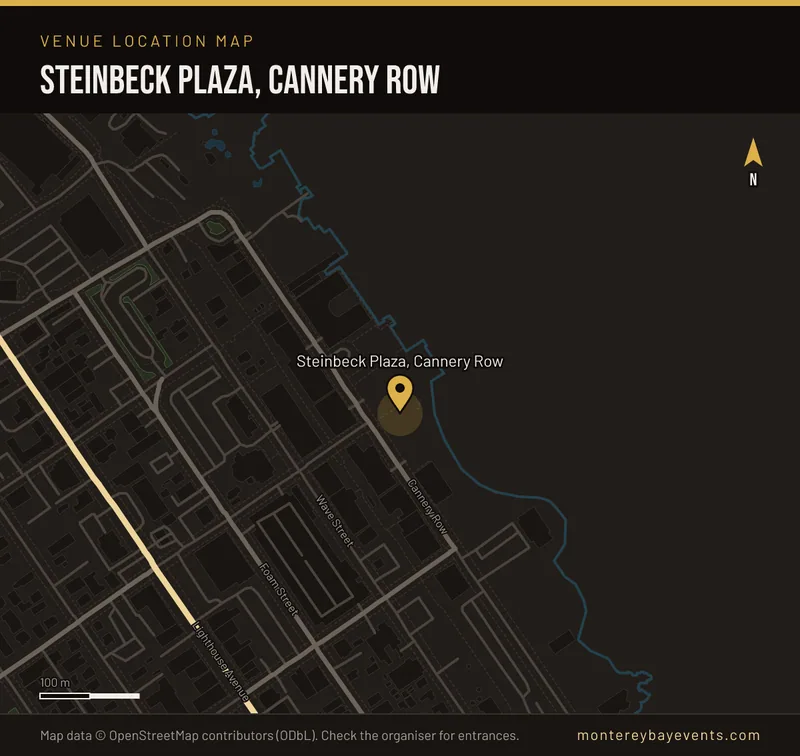 VENUE LOCATION MAP
STEINBECK PLAZA, CANNERY ROW
N
Steinbeck Plaza, Cannery Row
Cannery Row
Wave Street
Foam Street
Lighthouse Avenue
100 m
Map data © OpenStreetMap contributors (ODbL). Check the organiser for entrances.
montereybayevents.com